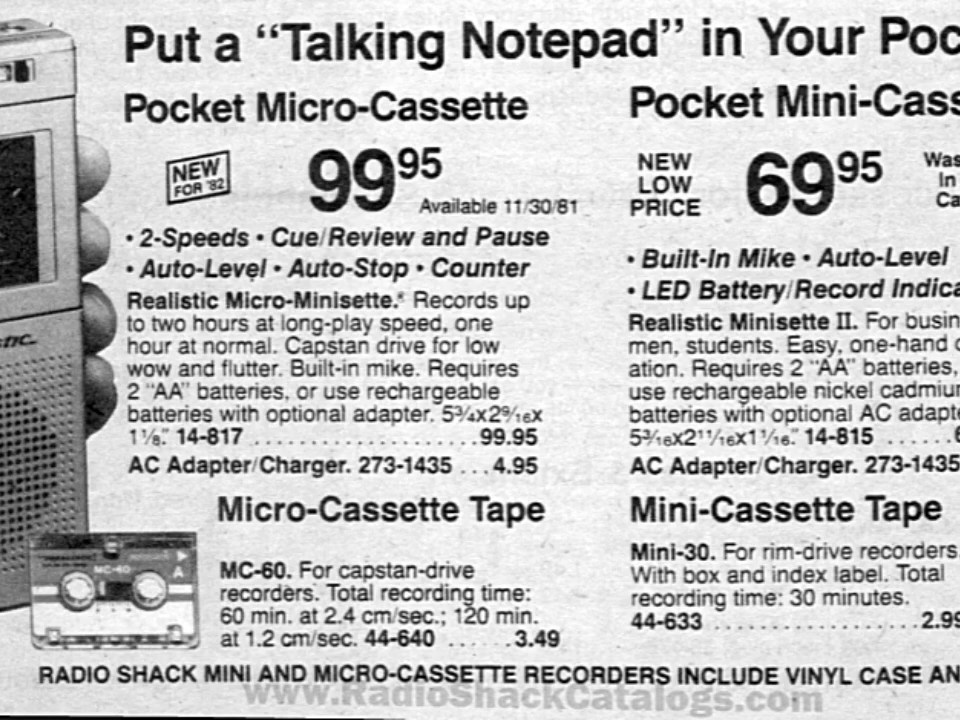 Put a “Talking Notepad” in Your Poc
Pocket Micro-Cassette
NEW
FOR '82
99 95
Available 11/30/81
• 2-Speeds • Cue/Review and Pause
• Auto-Level • Auto-Stop • Counter
Realistic Micro-Minisette.® Records up
to two hours at long-play speed, one
hour at normal. Capstan drive for low
wow and flutter. Built-in mike. Requires
2 “AA” batteries, or use rechargeable
batteries with optional adapter. 5¾x2⁹⁄₁₆x
1⅛." 14-817 ..................... 99.95
AC Adapter/Charger. 273-1435 ... 4.95
Micro-Cassette Tape
MC-60
A
MC-60. For capstan-drive
recorders. Total recording time:
60 min. at 2.4 cm/sec.; 120 min.
at 1.2 cm/sec. 44-640 ...... 3.49
Pocket Mini-Cass
NEW
LOW
PRICE
69 95
Was
In
Ca
• Built-In Mike • Auto-Level
• LED Battery/Record Indica
Realistic Minisette II. For busin
men, students. Easy, one-hand o
ation. Requires 2 “AA” batteries,
use rechargeable nickel cadmiu
batteries with optional AC adapte
5³⁄₁₆x2¹¹⁄₁₆x1¹⁄₁₆." 14-815 ......6
AC Adapter/Charger. 273-1435
Mini-Cassette Tape
Mini-30. For rim-drive recorders.
With box and index label. Total
recording time: 30 minutes.
44-633 .................... 2.99
RADIO SHACK MINI AND MICRO-CASSETTE RECORDERS INCLUDE VINYL CASE AN
www.RadioShackCatalogs.com